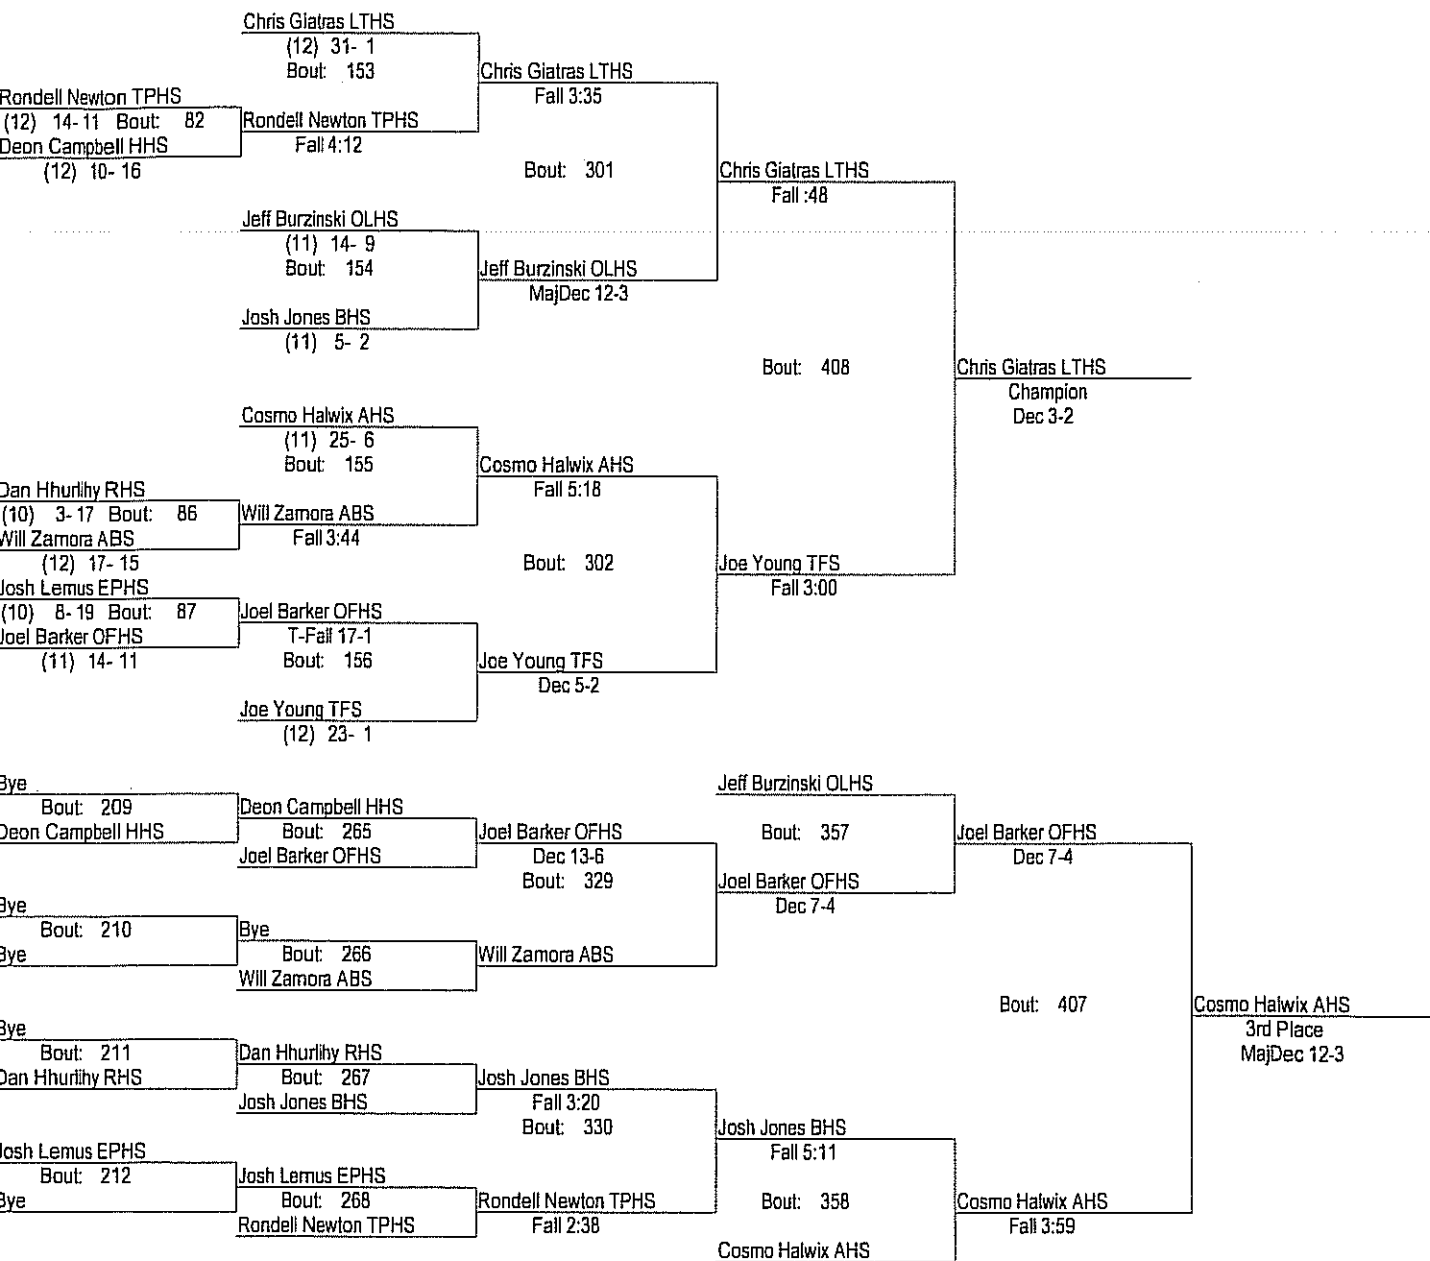 Chris Giatras LTHS
(12) 31- 1
Bout: 153
Chris Giatras LTHS
Fall 3:35
Rondell Newton TPHS
(12) 14- 11 Bout: 82
Rondell Newton TPHS
Deon Campbell HHS
Fall 4:12
(12) 10- 16
Bout: 301
Chris Giatras LTHS
Fall :48
Jeff Burzinski OLHS
(11) 14- 9
Bout: 154
Jeff Burzinski OLHS
MajDec 12-3
Josh Jones BHS
(11) 5- 2
Bout: 408
Chris Giatras LTHS
Champion
Dec 3-2
Cosmo Halwix AHS
(11) 25- 6
Bout: 155
Cosmo Halwix AHS
Fall 5:18
Dan Hhurlihy RHS
(10) 3- 17 Bout: 86
Will Zamora ABS
Will Zamora ABS
Fall 3:44
(12) 17- 15
Bout: 302
Joe Young TFS
Fall 3:00
Josh Lemus EPHS
(10) 8- 19 Bout: 87
Joel Barker OFHS
Joel Barker OFHS
T-Fall 17-1
(11) 14- 11
Bout: 156
Joe Young TFS
Dec 5-2
Joe Young TFS
(12) 23- 1
Bye
Bout: 209
Deon Campbell HHS
Deon Campbell HHS
Bout: 265
Joel Barker OFHS
Joel Barker OFHS
Dec 13-6
Bout: 329
Jeff Burzinski OLHS
Bout: 357
Joel Barker OFHS
Dec 7-4
Joel Barker OFHS
Dec 7-4
Bye
Bout: 210
Bye
Bye
Bout: 266
Will Zamora ABS
Will Zamora ABS
Bout: 407
Cosmo Halwix AHS
3rd Place
MajDec 12-3
Bye
Bout: 211
Dan Hhurlihy RHS
Dan Hhurlihy RHS
Bout: 267
Josh Jones BHS
Josh Jones BHS
Fall 3:20
Bout: 330
Josh Jones BHS
Fall 5:11
Josh Lemus EPHS
Bout: 212
Bye
Josh Lemus EPHS
Bout: 268
Rondell Newton TPHS
Rondell Newton TPHS
Fall 2:38
Bout: 358
Cosmo Halwix AHS
Fall 3:59
Cosmo Halwix AHS